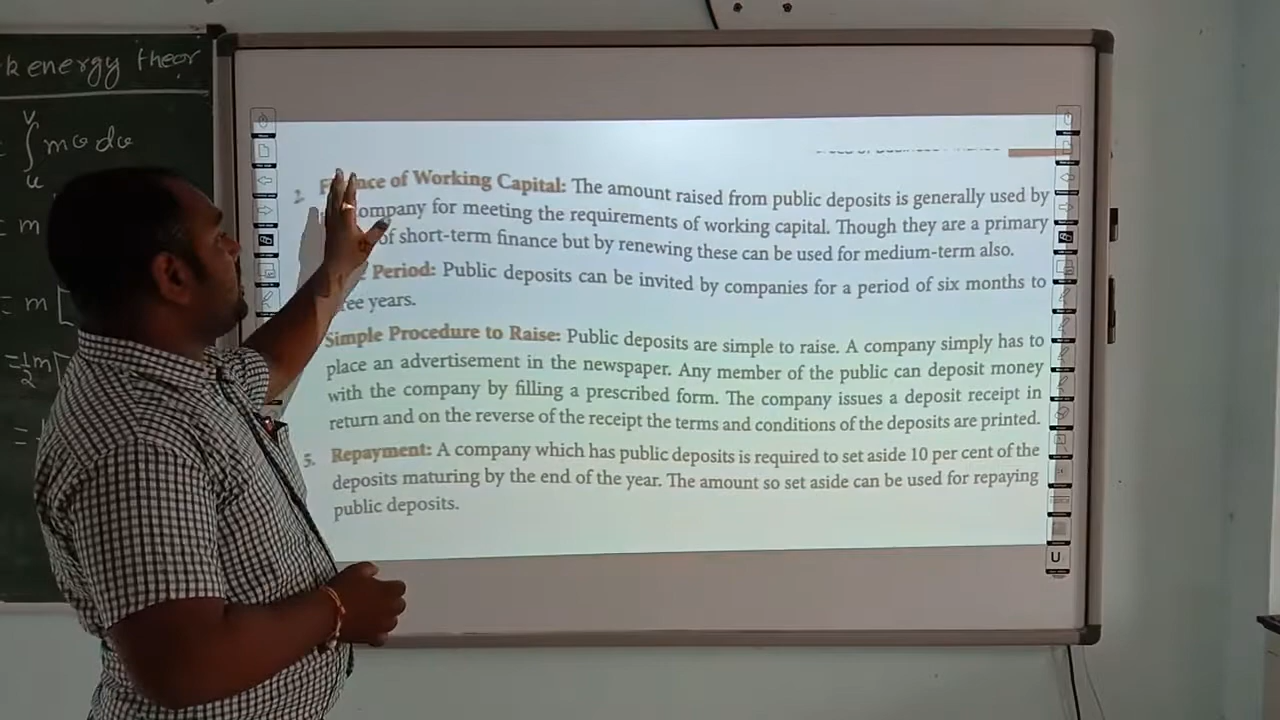 k energy theor
∫ mv dv
v
u
= m
= m [
= 1/2 m
2. of Working Capital: The amount raised from public deposits is generally used by
company for meeting the requirements of working capital. Though they are a primary
of short-term finance but by renewing these can be used for medium-term also.
Period: Public deposits can be invited by companies for a period of six months to
ee years.
Simple Procedure to Raise: Public deposits are simple to raise. A company simply has to
place an advertisement in the newspaper. Any member of the public can deposit money
with the company by filling a prescribed form. The company issues a deposit receipt in
return and on the reverse of the receipt the terms and conditions of the deposits are printed.
5. Repayment: A company which has public deposits is required to set aside 10 per cent of the
deposits maturing by the end of the year. The amount so set aside can be used for repaying
public deposits.
U